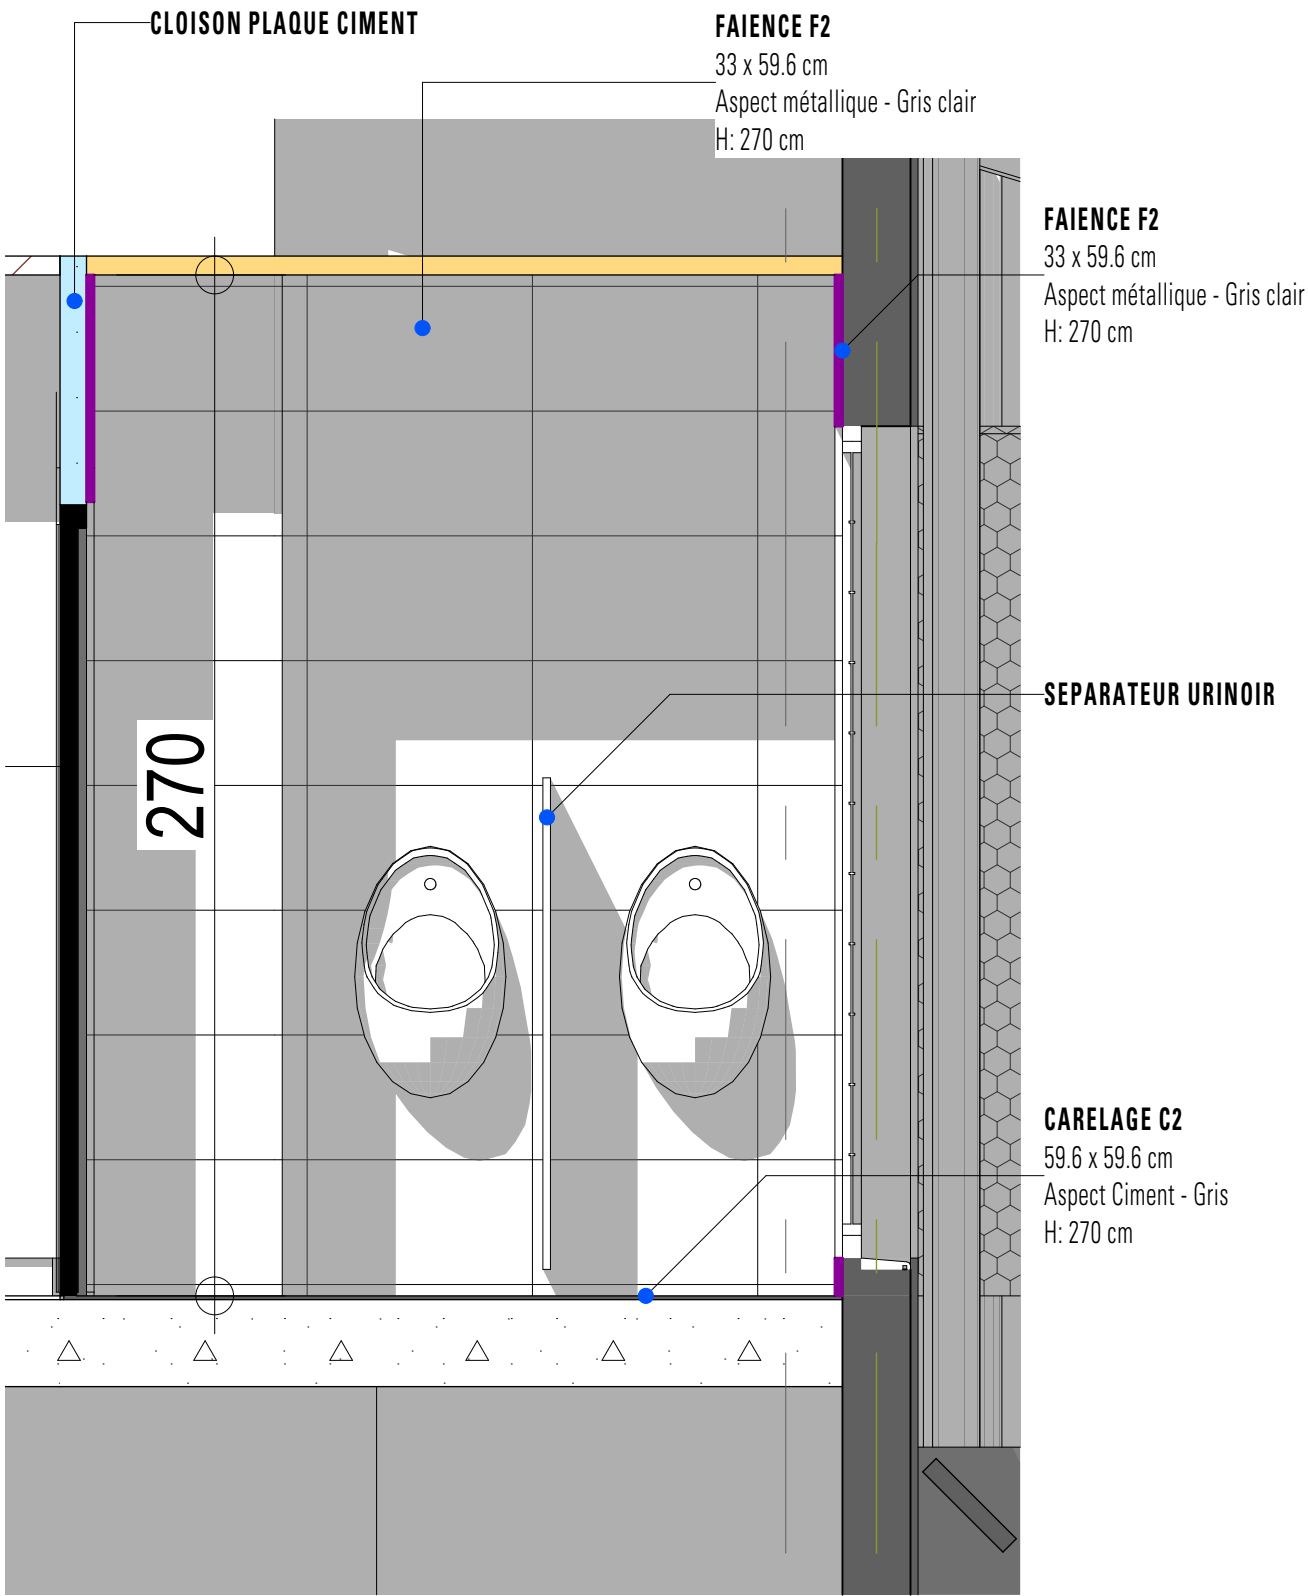 CLOISON PLAQUE CIMENT
FAIENCE F2
33 x 59.6 cm
Aspect métallique - Gris clair
H: 270 cm
FAIENCE F2
33 x 59.6 cm
Aspect métallique - Gris clair
H: 270 cm
SEPARATEUR URINOIR
270
CARELAGE C2
59.6 x 59.6 cm
Aspect Ciment - Gris
H: 270 cm